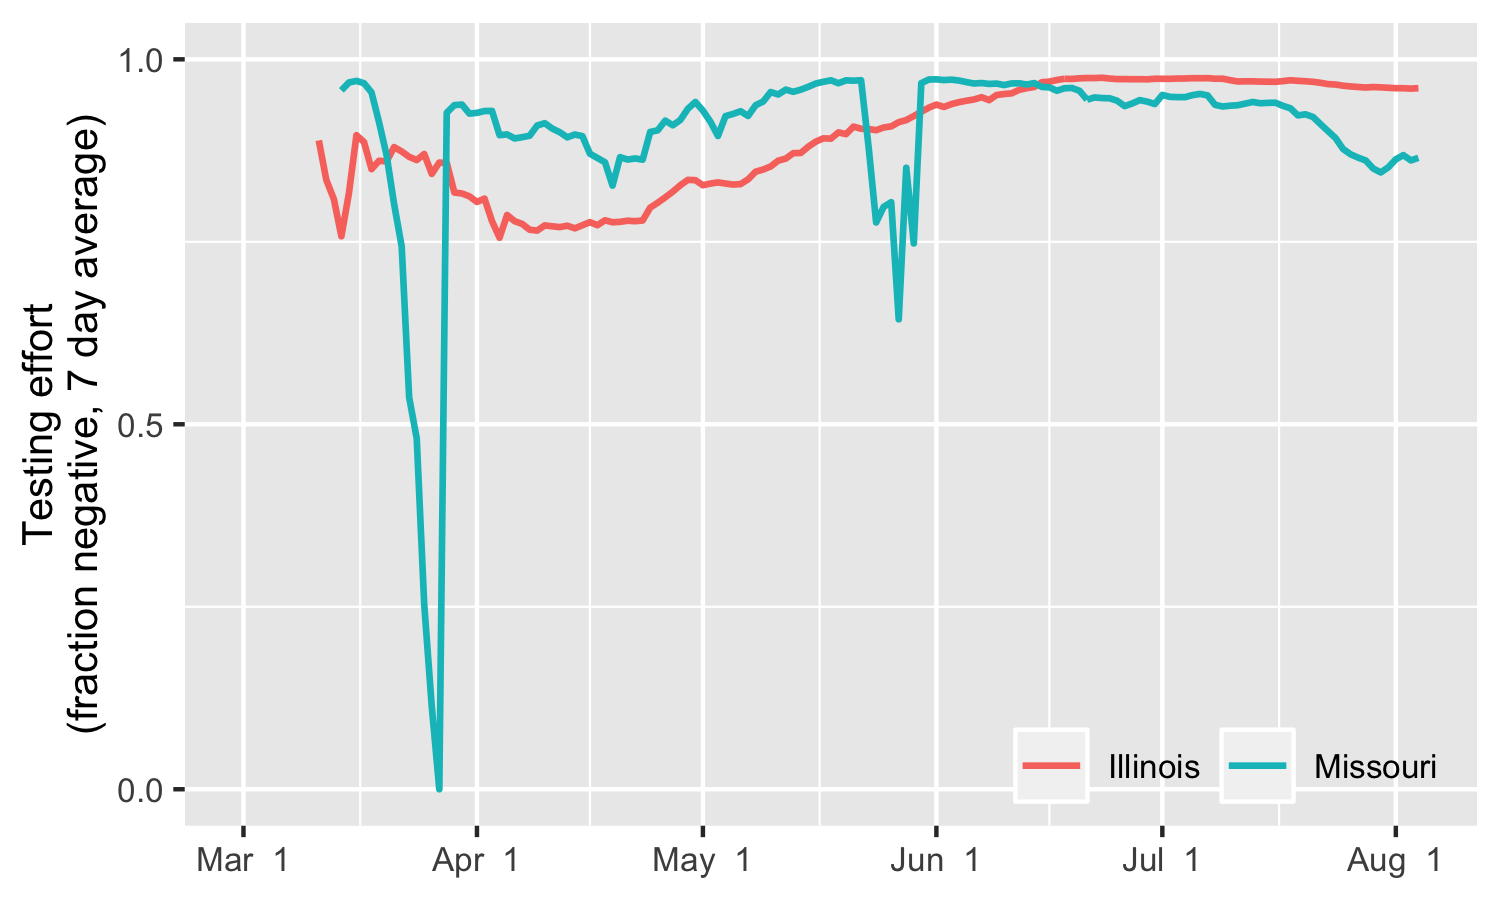 Testing effort
(fraction negative, 7 day average)
1.0
0.5
0.0
Illinois Missouri
Mar 1 Apr 1 May 1 Jun 1 Jul 1 Aug 1